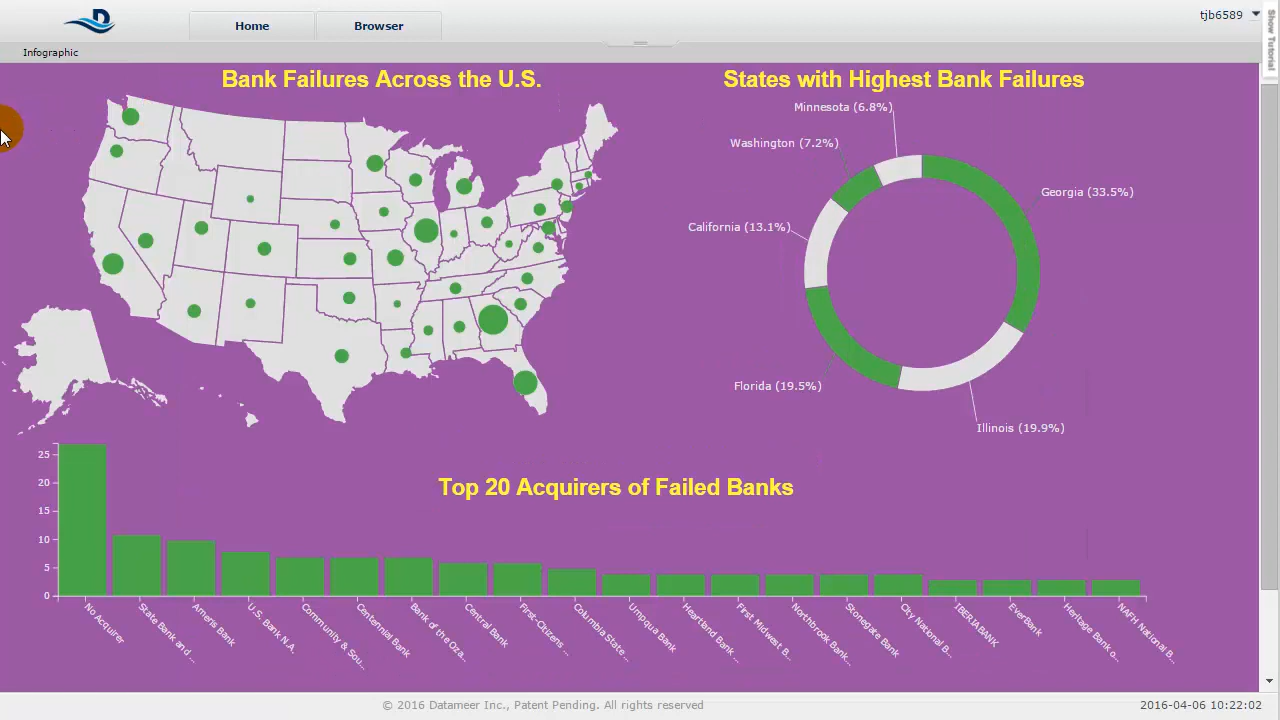 D
Home
Browser
tjb6589
Show Tutorial
Infographic
Bank Failures Across the U.S.
States with Highest Bank Failures
Minnesota (6.8%)
Washington (7.2%)
Georgia (33.5%)
California (13.1%)
Florida (19.5%)
Illinois (19.9%)
Top 20 Acquirers of Failed Banks
25
20
15
10
5
0
No Acquirer
State Bank and ...
Ameris Bank
U.S. Bank N.A.
Community & Sou...
Centennial Bank
Bank of the Oza...
Central Bank
First-Citizens ...
Columbia State ...
Umpqua Bank
Heartland Bank ...
First Midwest B...
Northbrook Bank...
Stonegate Bank
City National B...
IBERIABANK
EverBank
Heritage Bank o...
NAFH National B...
© 2016 Datameer Inc., Patent Pending. All rights reserved
2016-04-06 10:22:02